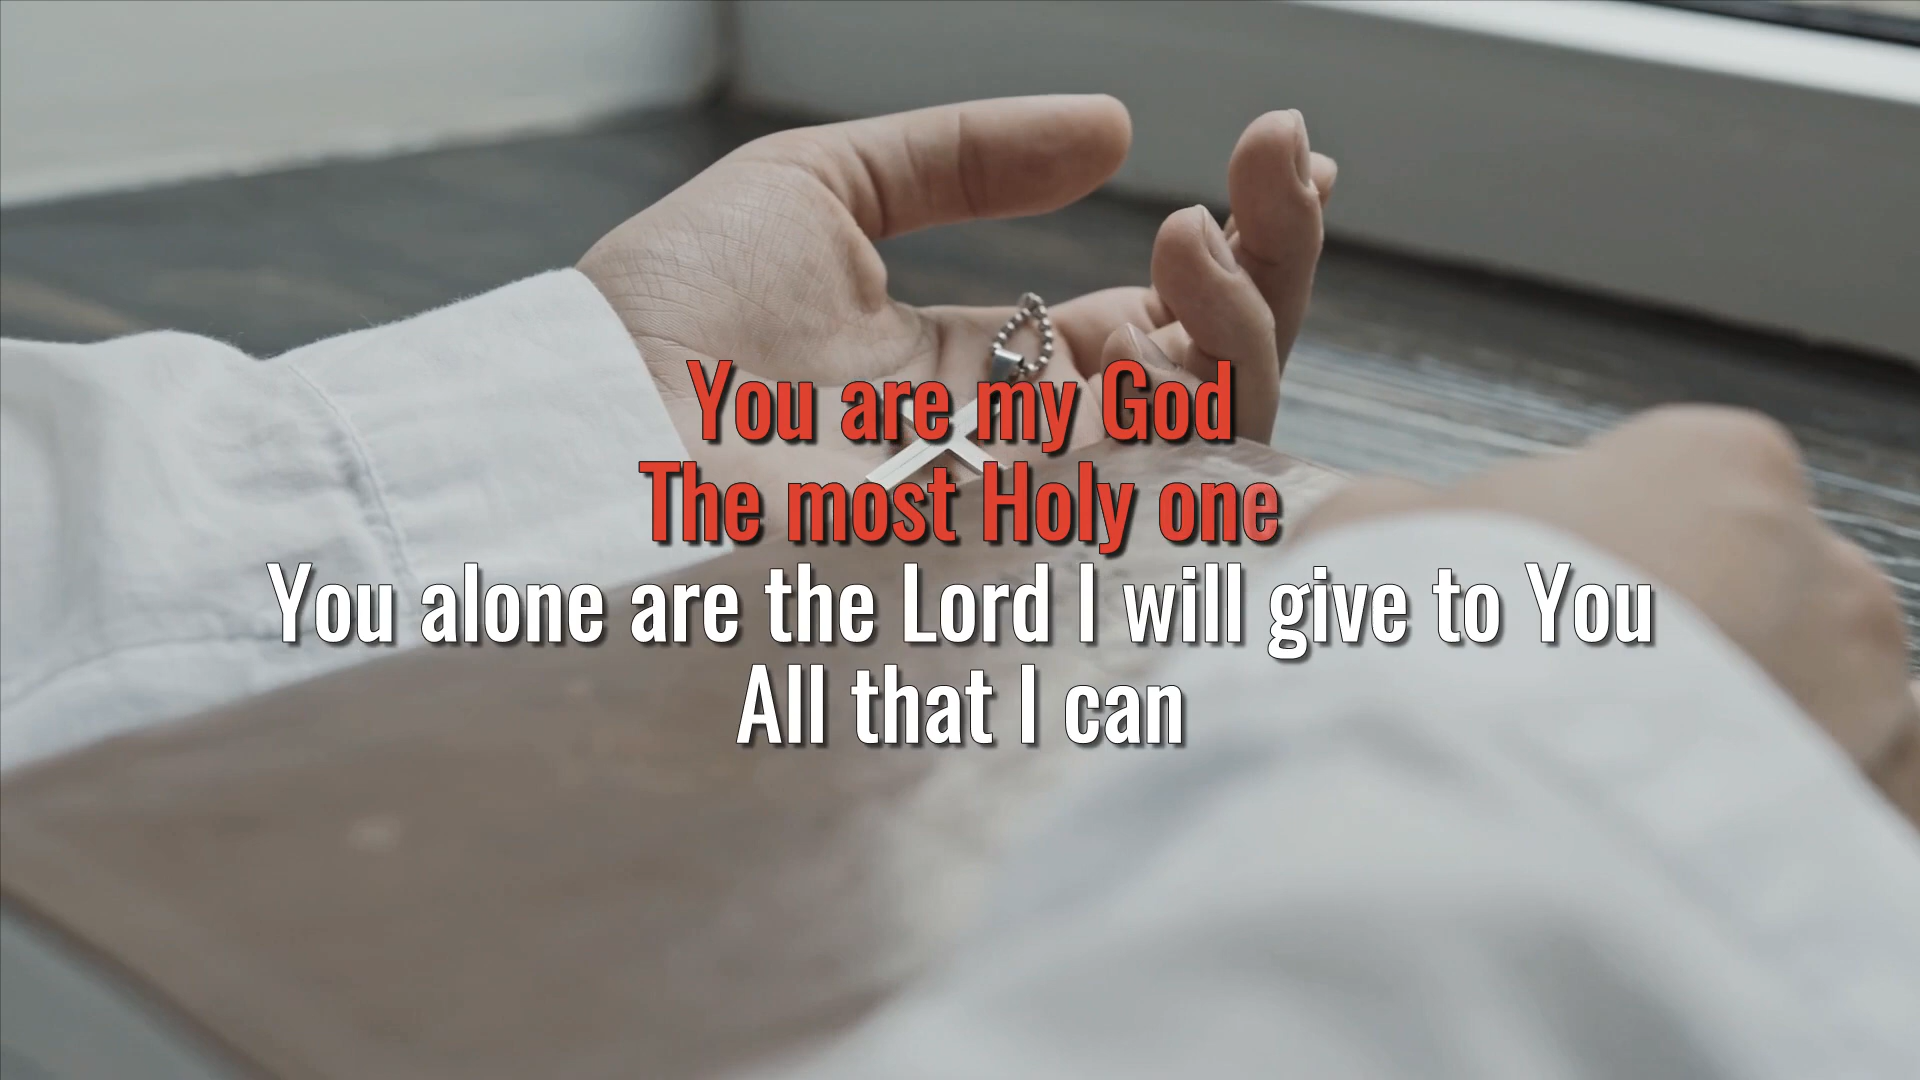 You are my God
The most Holy one
You alone are the Lord I will give to You
All that I can